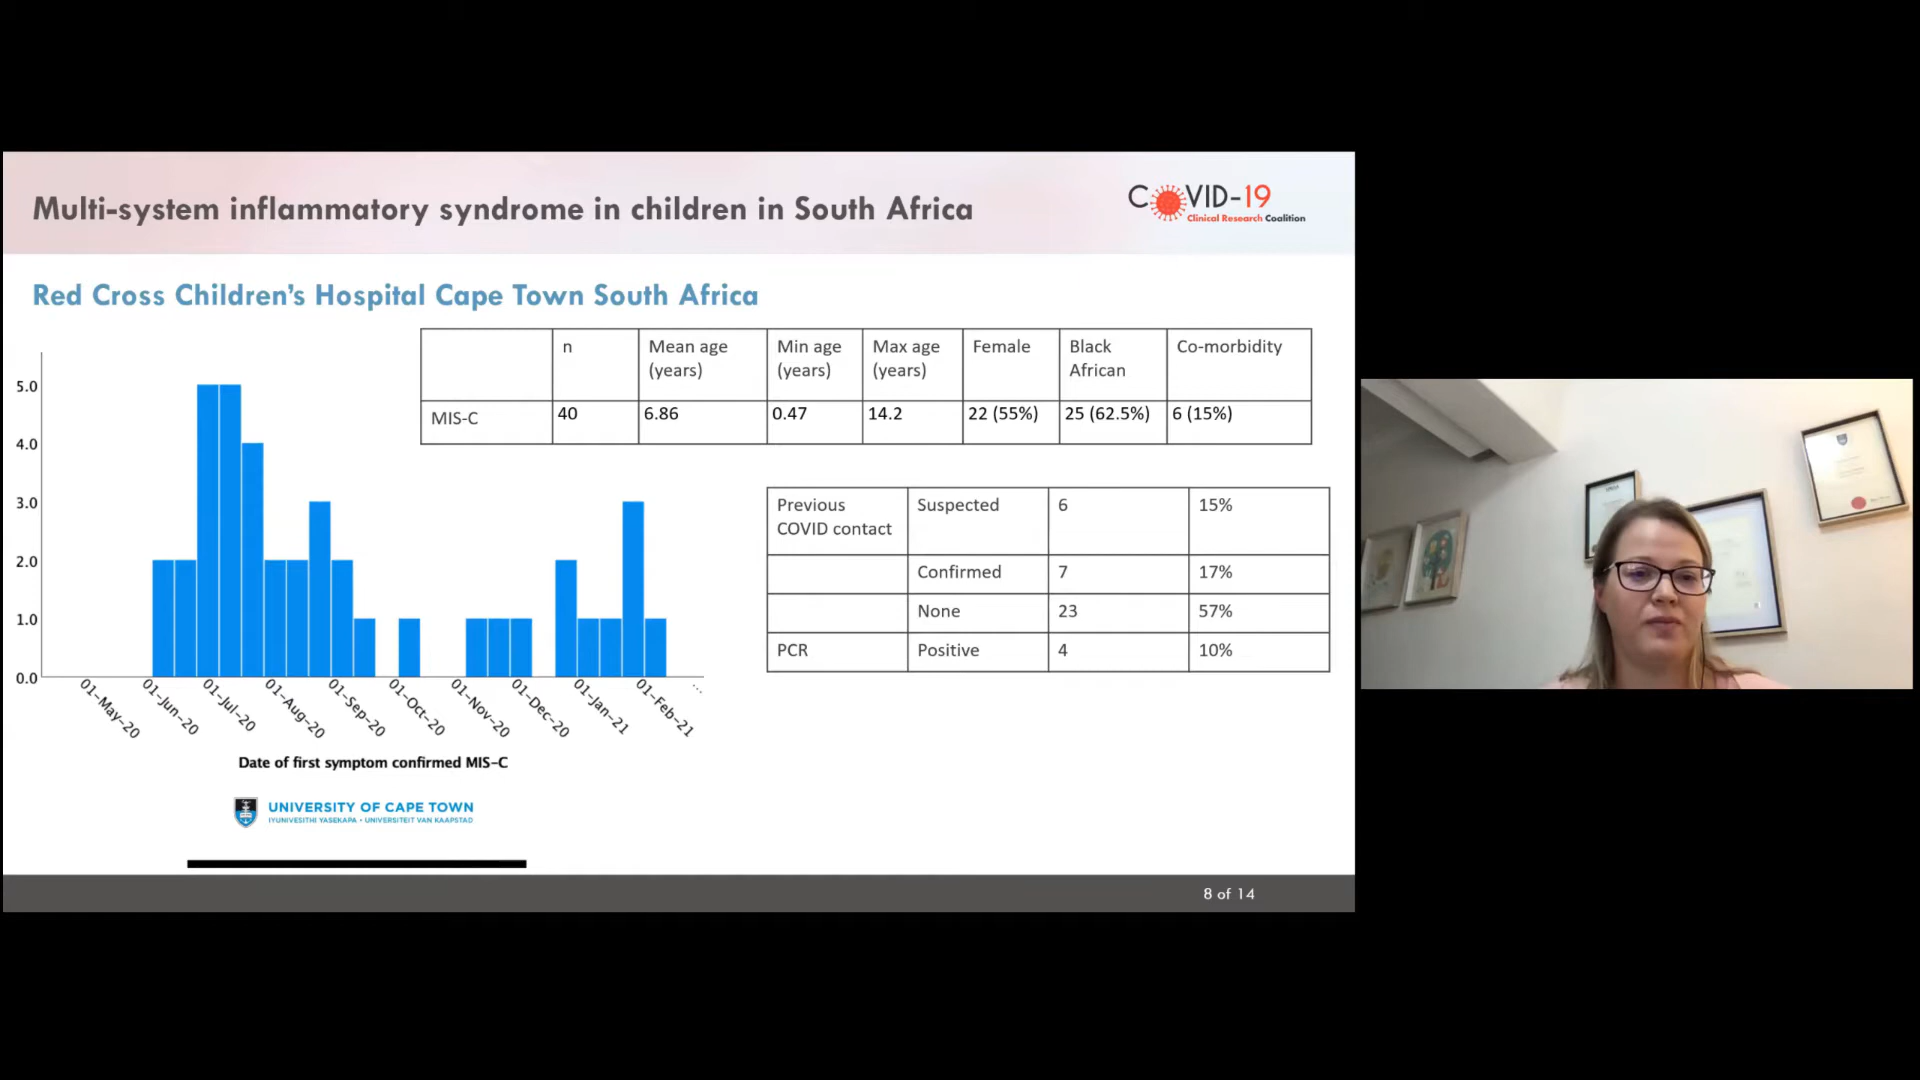 Multi-system inflammatory syndrome in children in South Africa
COVID-19
Clinical Research Coalition
Red Cross Children's Hospital Cape Town South Africa
n Mean age (years) Min age (years) Max age (years) Female Black African Co-morbidity
MIS-C 40 6.86 0.47 14.2 22 (55%) 25 (62.5%) 6 (15%)
Previous COVID contact Suspected 6 15%
Confirmed 7 17%
None 23 57%
PCR Positive 4 10%
5.0
4.0
3.0
2.0
1.0
0.0
01-May-20
01-Jun-20
01-Jul-20
01-Aug-20
01-Sep-20
01-Oct-20
01-Nov-20
01-Dec-20
01-Jan-21
01-Feb-21
...
Date of first symptom confirmed MIS-C
UNIVERSITY OF CAPE TOWN
IYUNIVESITHI YASEKAPA • UNIVERSITEIT VAN KAAPSTAD
8 of 14